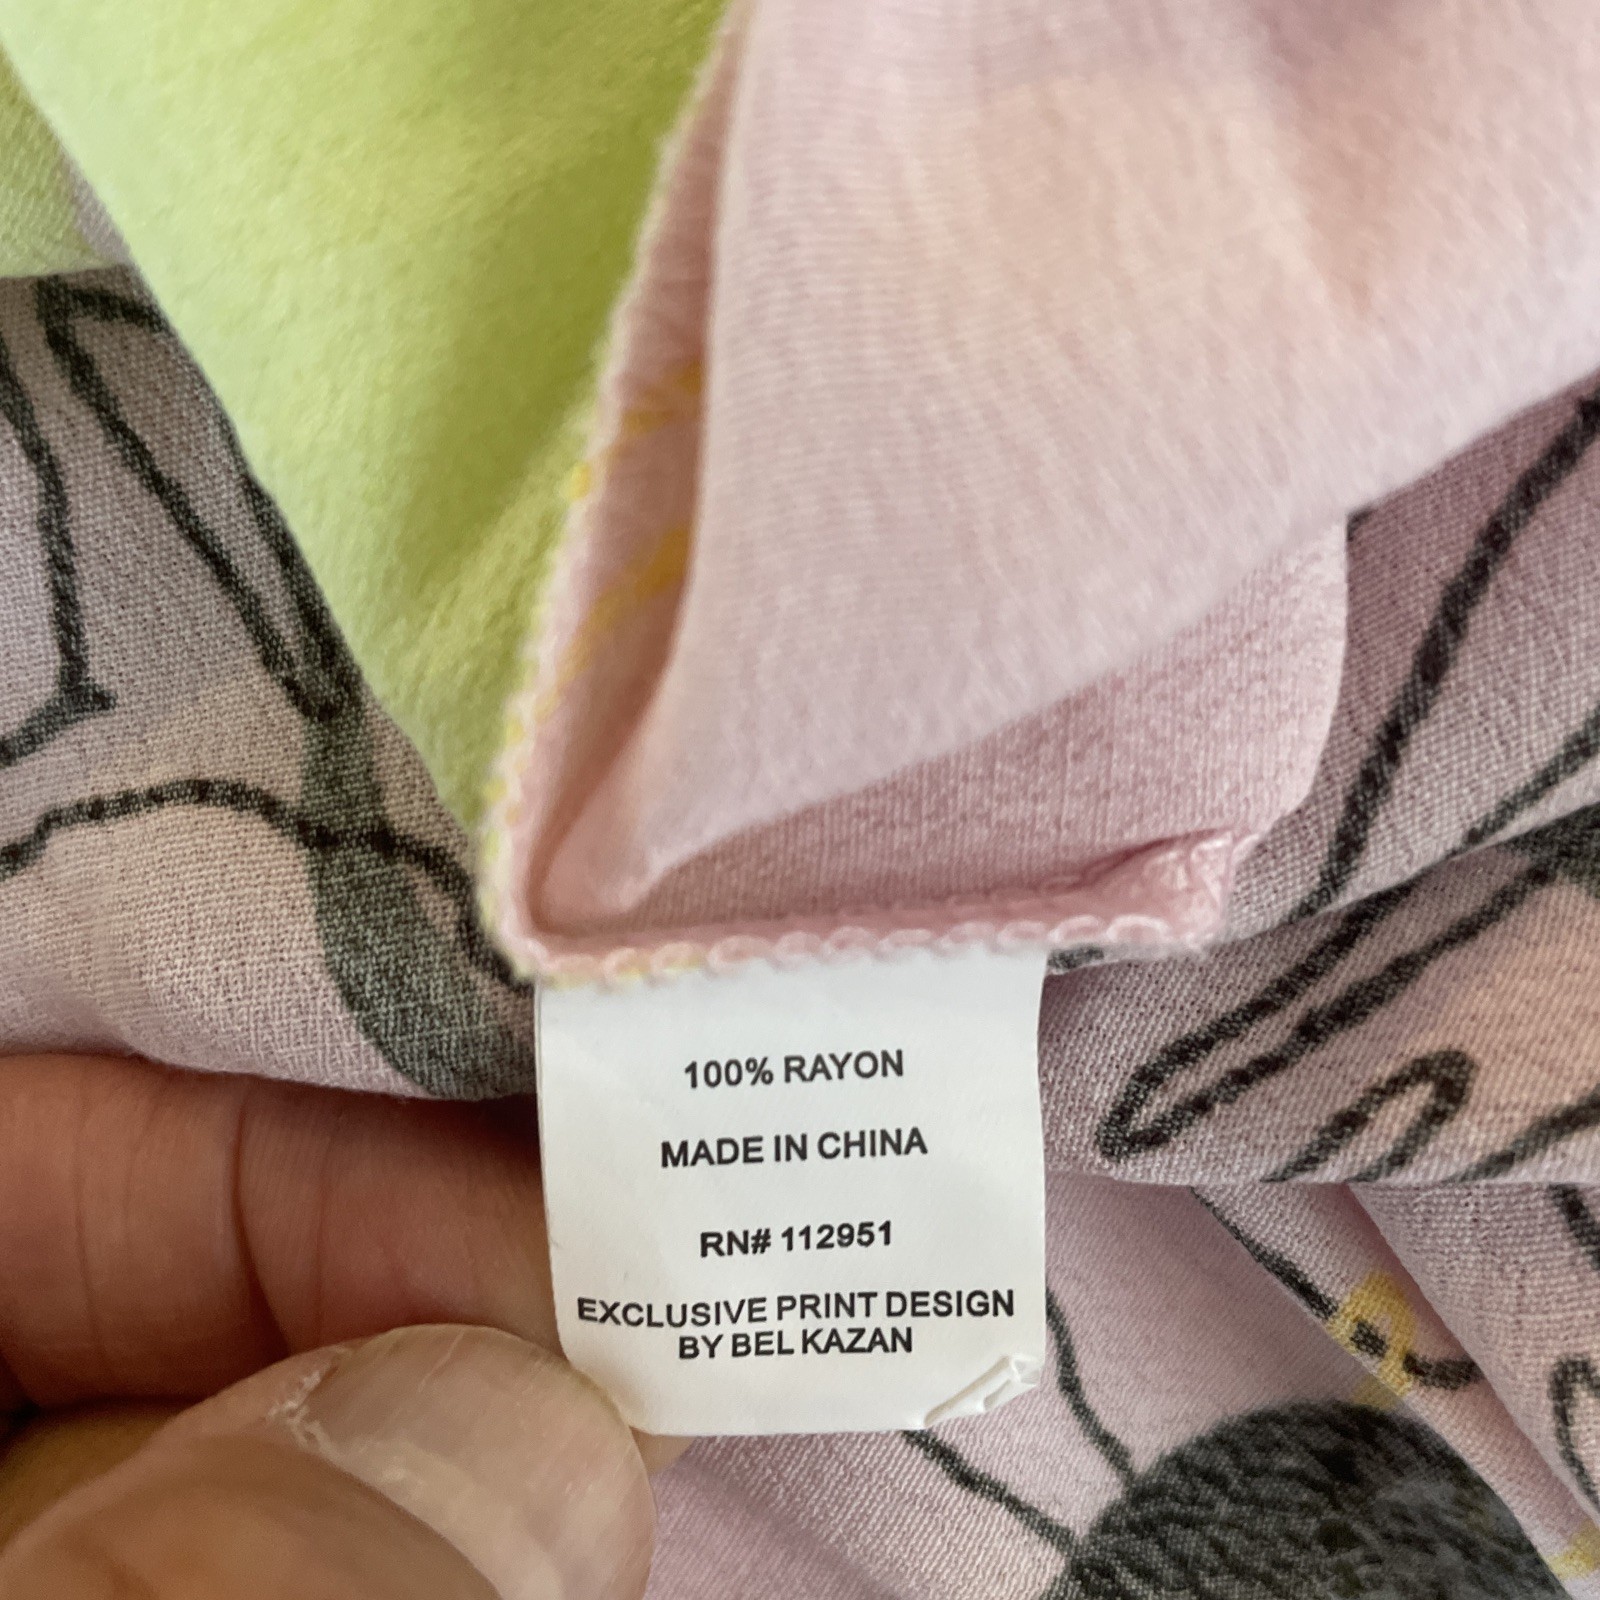 100% RAYON
MADE IN CHINA
RN# 112951
EXCLUSIVE PRINT DESIGN
BY BEL KAZAN